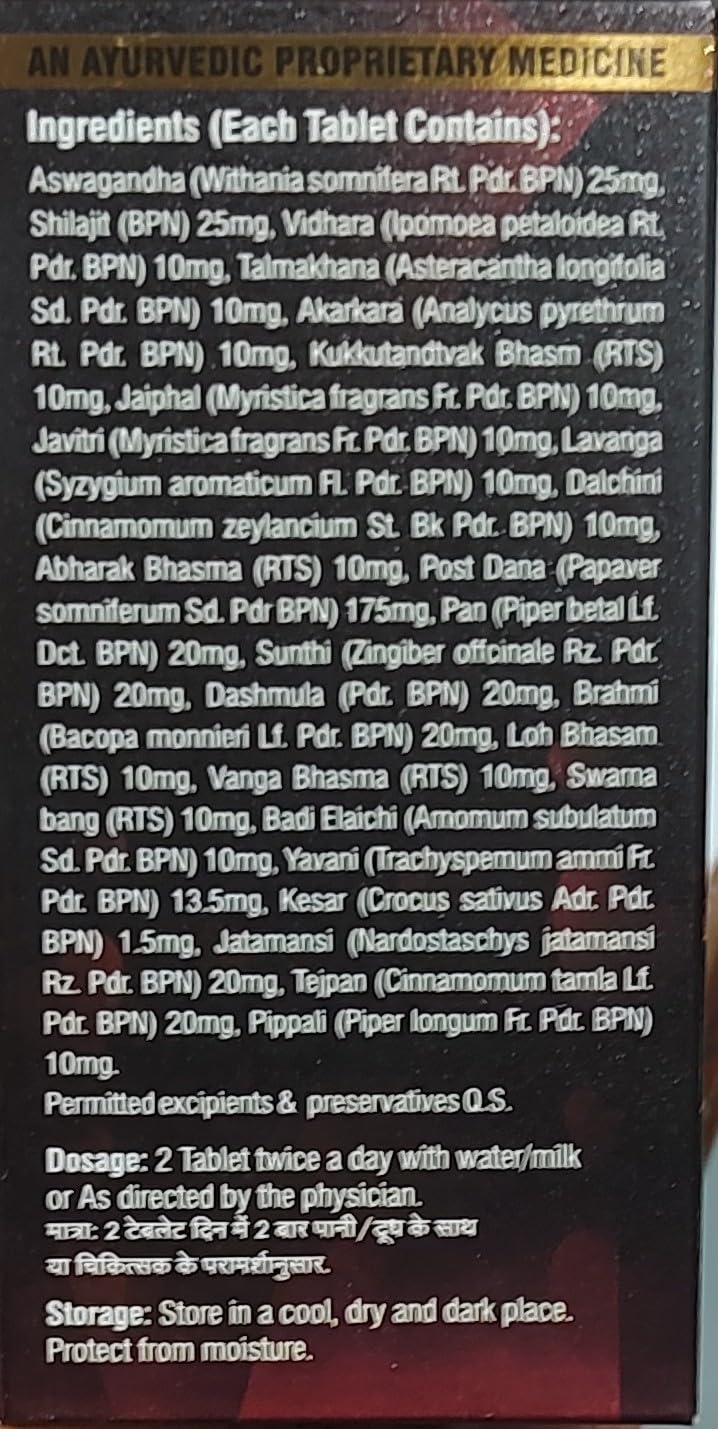 AN AYURVEDIC PROPRIETARY MEDICINE
Ingredients (Each Tablet Contains):
Aswagandha (Withania somnifera Rt. Pdr. BPN) 25mg,
Shilajit (BPN) 25mg, Vidhara (Ipomoea petaloidea Rt.
Pdr. BPN) 10mg, Talmakhana (Asteracantha longifolia
Sd. Pdr. BPN) 10mg, Akarkara (Analycus pyrethrum
Rt. Pdr. BPN) 10mg, Kukkutandtvak Bhasm (RTS)
10mg, Jaiphal (Myristica fragrans Fr. Pdr. BPN) 10mg,
Javitri (Myristica fragrans Fr. Pdr. BPN) 10mg, Lavanga
(Syzygium aromaticum Fl. Pdr. BPN) 10mg, Dalchini
(Cinnamomum zeylancium St. Bk Pdr. BPN) 10mg,
Abharak Bhasma (RTS) 10mg, Post Dana (Papaver
somniferum Sd. Pdr BPN) 175mg, Pan (Piper betal Lf.
Dct. BPN) 20mg, Sunthi (Zingiber offcinale Rz. Pdr.
BPN) 20mg, Dashmula (Pdr. BPN) 20mg, Brahmi
(Bacopa monnieri Lf. Pdr. BPN) 20mg, Loh Bhasam
(RTS) 10mg, Vanga Bhasma (RTS) 10mg, Swarna
bang (RTS) 10mg, Badi Elaichi (Amomum subulatum
Sd. Pdr. BPN) 10mg, Yavani (Trachyspemum ammi Fr.
Pdr. BPN) 13.5mg, Kesar (Crocus sativus Adr. Pdr.
BPN) 1.5mg, Jatamansi (Nardostaschys jatamansi
Rz. Pdr. BPN) 20mg, Tejpan (Cinnamomum tamla Lf.
Pdr. BPN) 20mg, Pippali (Piper longum Fr. Pdr. BPN)
10mg.
Permitted excipients & preservatives Q.S.
Dosage: 2 Tablet twice a day with water/milk
or As directed by the physician.
मात्रा: 2 टेबलेट दिन में 2 बार पानी/दूध के साथ
या चिकित्सक के परामर्शानुसार.
Storage: Store in a cool, dry and dark place.
Protect from moisture.